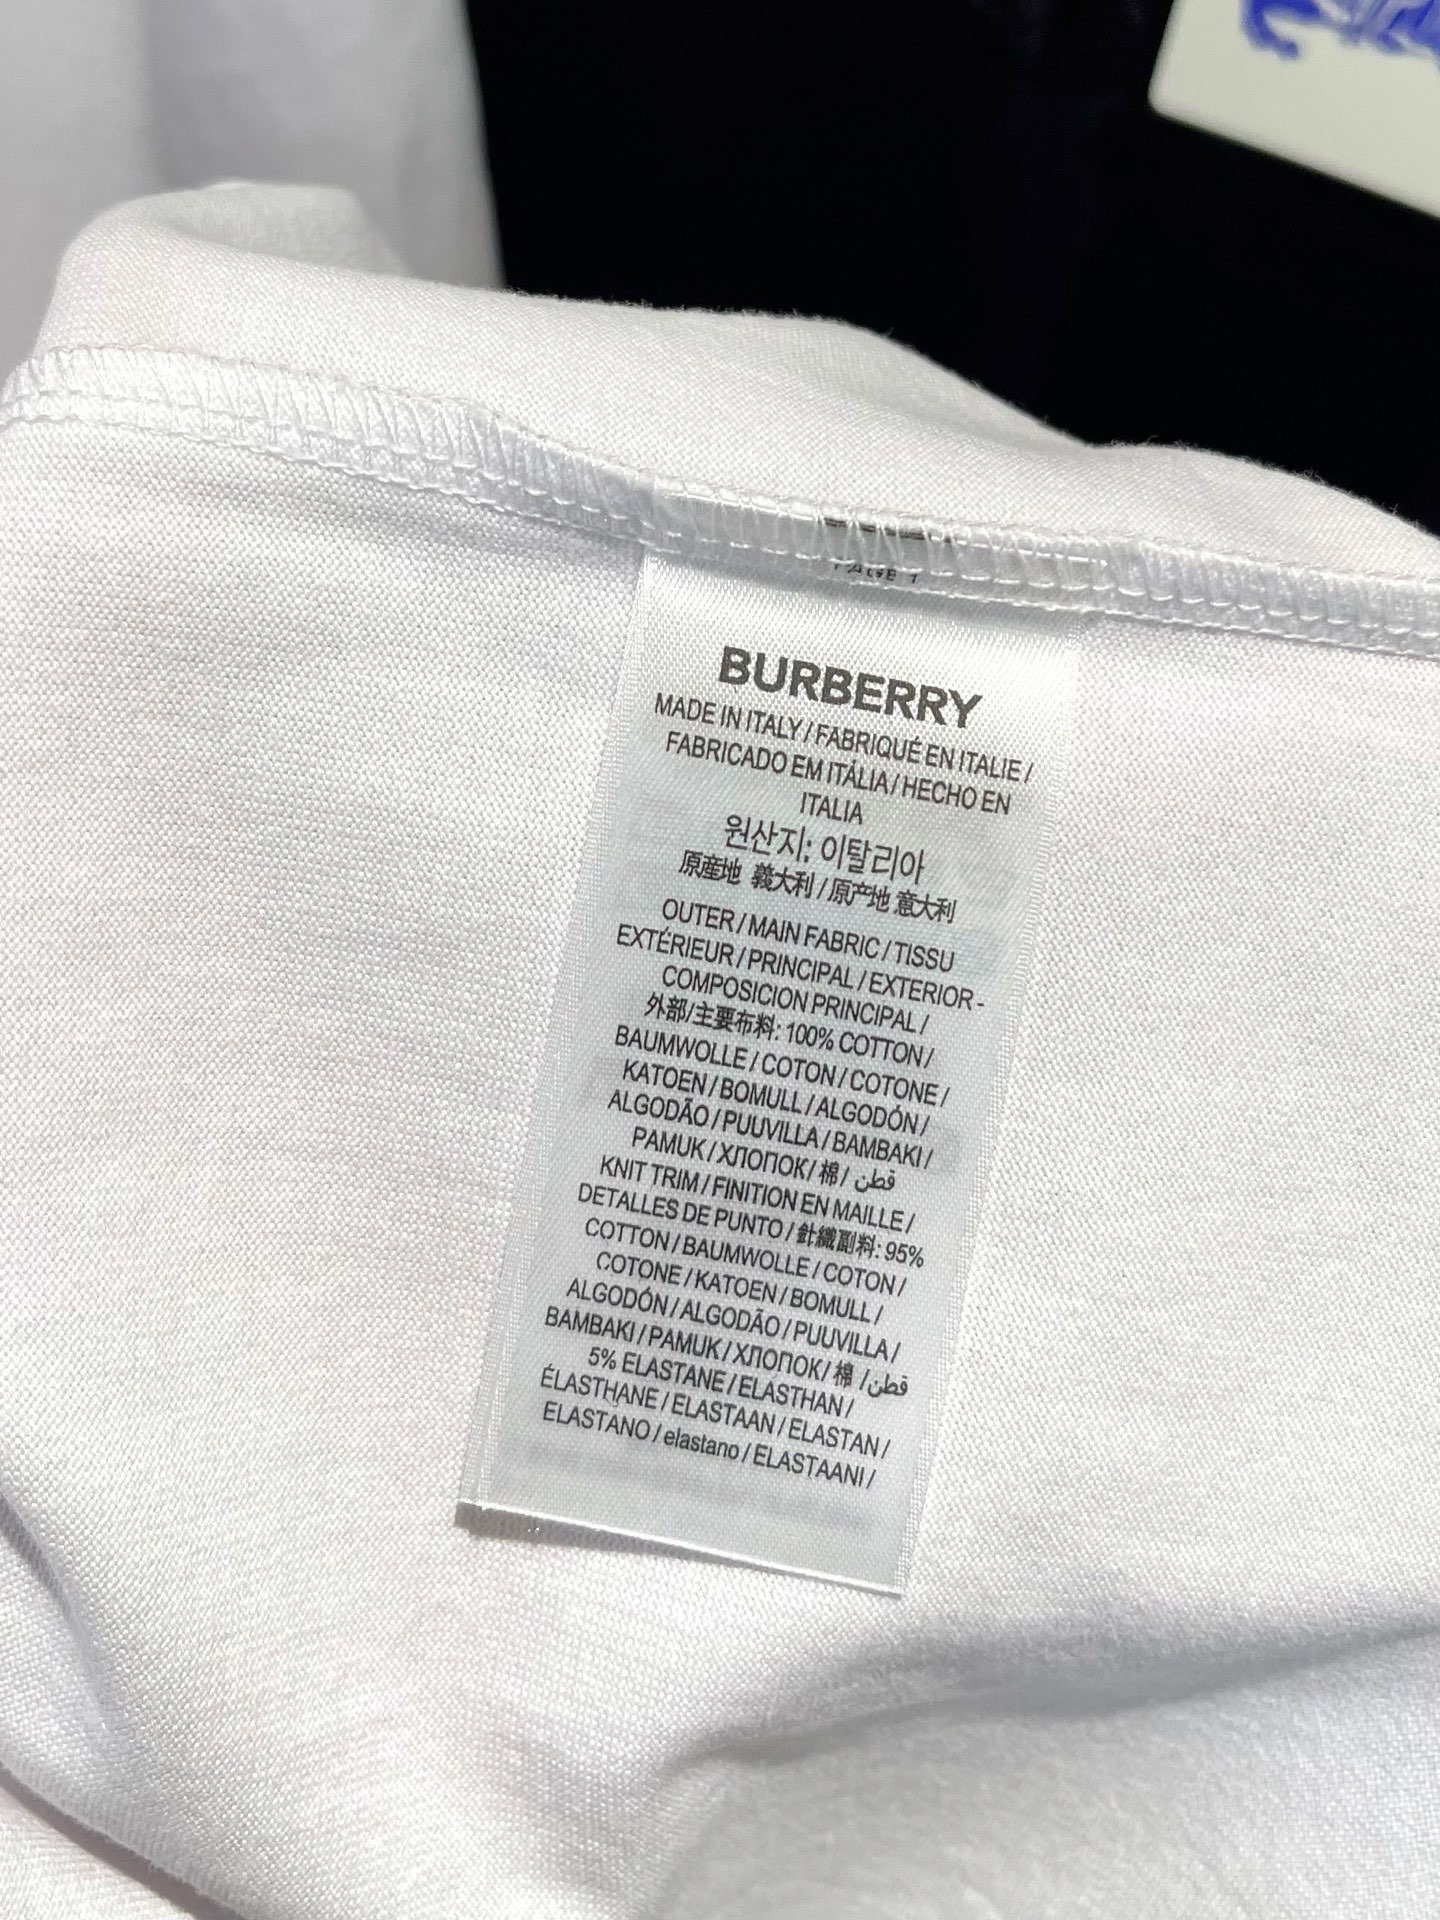 BURBERRY
MADE IN ITALY / FABRIQUÉ EN ITALIE /
FABRICADO EM ITÁLIA / HECHO EN
ITALIA
원산지: 이탈리아
原産地 義大利 / 原产地 意大利
OUTER / MAIN FABRIC / TISSU
EXTÉRIEUR / PRINCIPAL / EXTERIOR -
COMPOSICION PRINCIPAL /
外部/主要布料: 100% COTTON /
BAUMWOLLE / COTON / COTONE /
KATOEN / BOMULL / ALGODÓN /
ALGODÃO / PUUVILLA / BAMBAKI /
PAMUK / ХЛОПОК / 棉 / قطن
KNIT TRIM / FINITION EN MAILLE /
DETALLES DE PUNTO / 針織副料: 95%
COTTON / BAUMWOLLE / COTON /
COTONE / KATOEN / BOMULL /
ALGODÓN / ALGODÃO / PUUVILLA /
BAMBAKI / PAMUK / ХЛОПОК / 棉 / قطن /
5% ELASTANE / ELASTHAN /
ÉLASTHANE / ELASTAAN / ELASTAN /
ELASTANO / elastano / ELASTAANI /